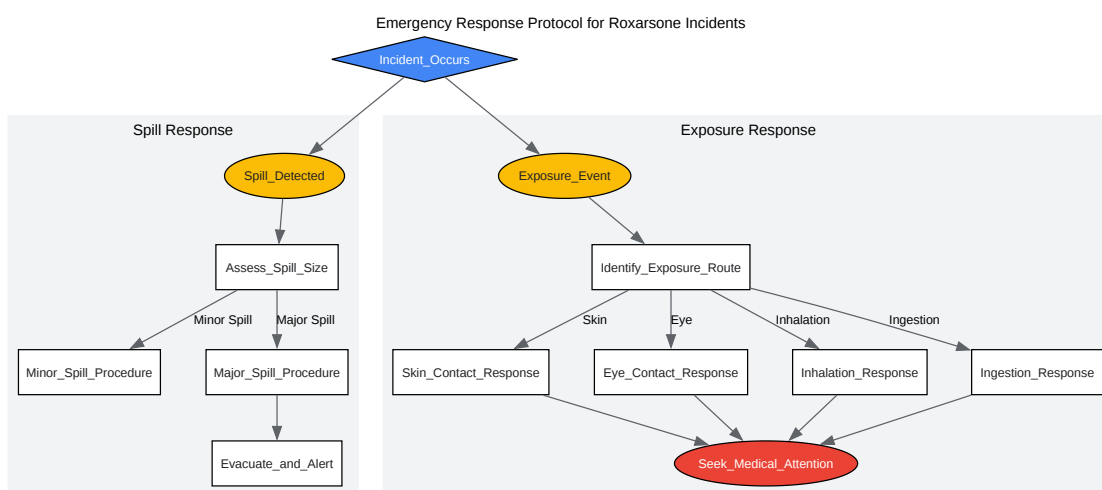 Emergency Response Protocol for Roxarsone Incidents
Incident_Occurs
Spill Response
Exposure Response
Spill_Detected
Exposure_Event
Assess_Spill_Size
Identify_Exposure_Route
Minor Spill
Major Spill
Skin
Eye
Inhalation
Ingestion
Minor_Spill_Procedure
Major_Spill_Procedure
Skin_Contact_Response
Eye_Contact_Response
Inhalation_Response
Ingestion_Response
Evacuate_and_Alert
Seek_Medical_Attention